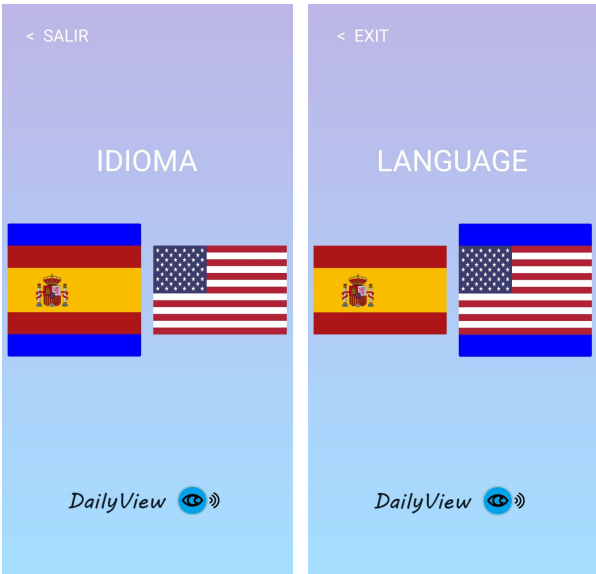 < SALIR
IDIOMA
DailyView
< EXIT
LANGUAGE
DailyView